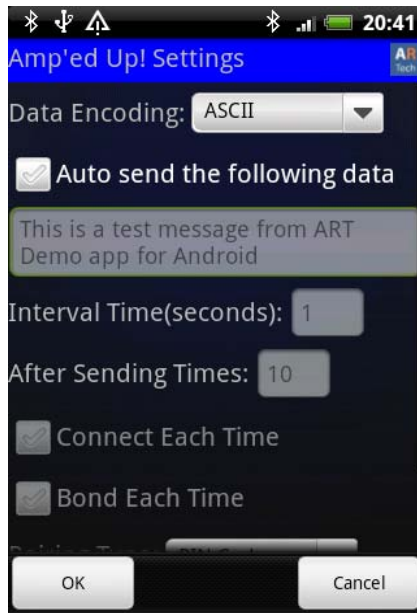 20:41
Amp'ed Up! Settings
AR
Tech
Data Encoding: ASCII
Auto send the following data
This is a test message from ART
Demo app for Android
Interval Time(seconds): 1
After Sending Times: 10
Connect Each Time
Bond Each Time
OK Cancel